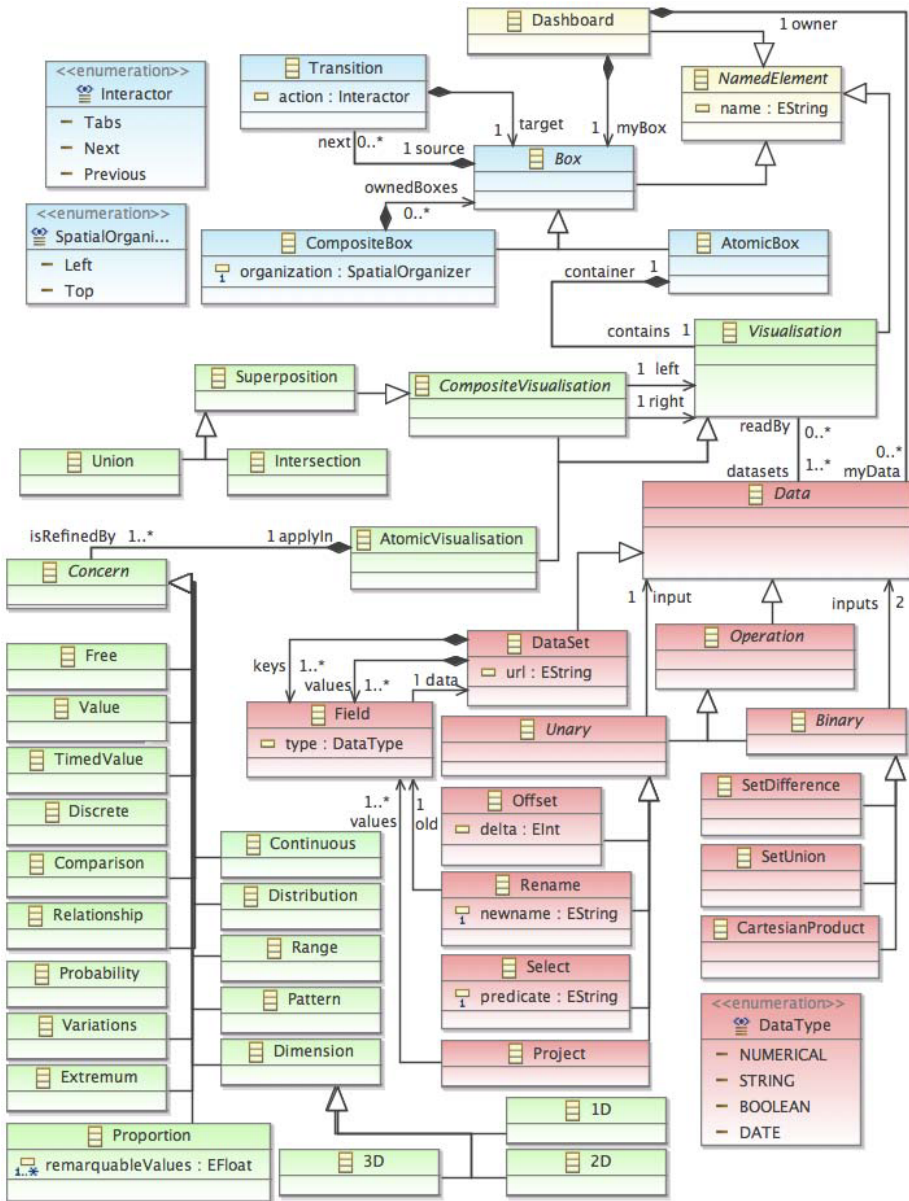 Dashboard
1 owner
<<enumeration>>
Interactor
Tabs
Next
Previous
Transition
action : Interactor
NamedElement
name : EString
next 0..*
1 source
1
target
1
myBox
Box
ownedBoxes
0..*
<<enumeration>>
SpatialOrgani...
Left
Top
CompositeBox
1
organization : SpatialOrganizer
AtomicBox
container
1
contains
1
Visualisation
Superposition
CompositeVisualisation
1 left
1 right
readBy
0..*
Union
Intersection
datasets
1..*
0..*
myData
Data
isRefinedBy
1..*
1 applyIn
AtomicVisualisation
Concern
1
input
inputs
2
DataSet
url : EString
Operation
keys
1..*
values
1..*
1 data
Free
Field
type : DataType
Unary
Binary
Value
TimedValue
1..*
values
1
old
Offset
delta : EInt
SetDifference
Discrete
Continuous
Comparison
SetUnion
Distribution
Rename
1
newname : EString
Relationship
CartesianProduct
Range
Select
1
predicate : EString
Probability
Pattern
Variations
Dimension
Project
<<enumeration>>
DataType
NUMERICAL
STRING
BOOLEAN
DATE
Extremum
1D
Proportion
1..*
remarquableValues : EFloat
3D
2D